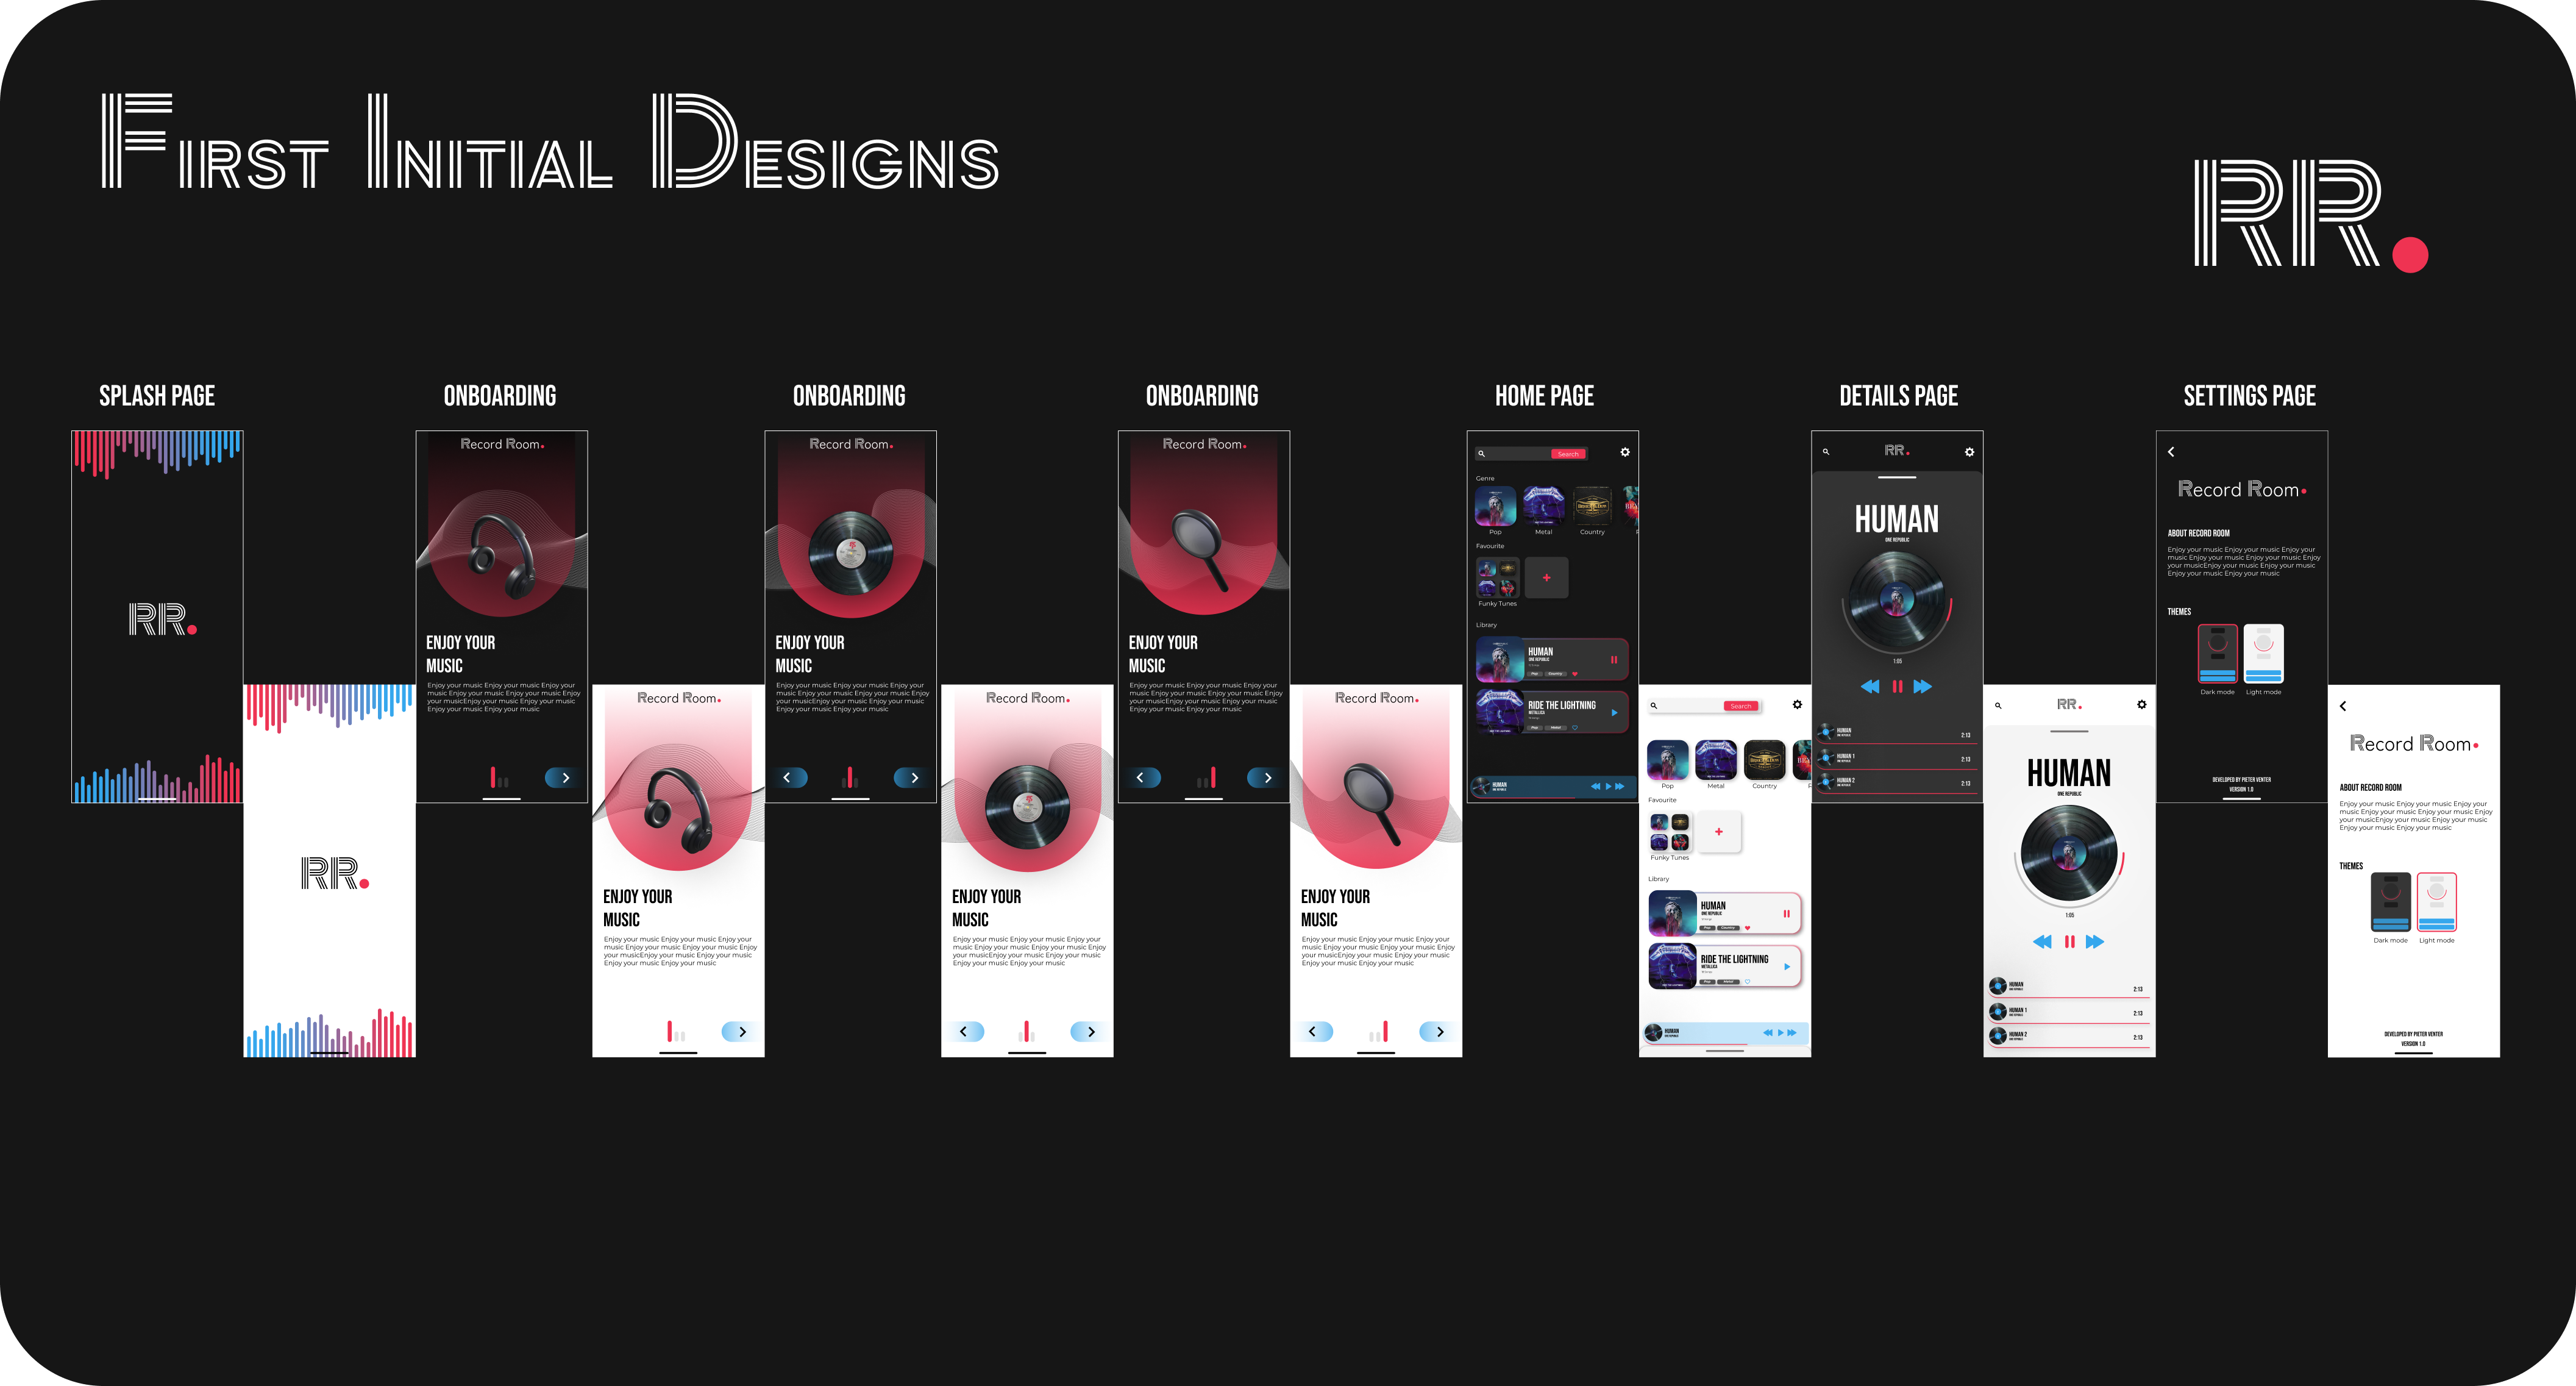 First Initial Designs
RR.
SPLASH PAGE
ONBOARDING
ONBOARDING
ONBOARDING
HOME PAGE
DETAILS PAGE
SETTINGS PAGE
RR.
RR.
Record Room.
ENJOY YOUR
MUSIC
Enjoy your music Enjoy your music Enjoy your
music Enjoy your music Enjoy your music Enjoy
your musicEnjoy your music Enjoy your music
Enjoy your music Enjoy your music
Record Room.
ENJOY YOUR
MUSIC
Enjoy your music Enjoy your music Enjoy your
music Enjoy your music Enjoy your music Enjoy
your musicEnjoy your music Enjoy your music
Enjoy your music Enjoy your music
Record Room.
ENJOY YOUR
MUSIC
Enjoy your music Enjoy your music Enjoy your
music Enjoy your music Enjoy your music Enjoy
your musicEnjoy your music Enjoy your music
Enjoy your music Enjoy your music
Record Room.
ENJOY YOUR
MUSIC
Enjoy your music Enjoy your music Enjoy your
music Enjoy your music Enjoy your music Enjoy
your musicEnjoy your music Enjoy your music
Enjoy your music Enjoy your music
Record Room.
ENJOY YOUR
MUSIC
Enjoy your music Enjoy your music Enjoy your
music Enjoy your music Enjoy your music Enjoy
your musicEnjoy your music Enjoy your music
Enjoy your music Enjoy your music
Record Room.
ENJOY YOUR
MUSIC
Enjoy your music Enjoy your music Enjoy your
music Enjoy your music Enjoy your music Enjoy
your musicEnjoy your music Enjoy your music
Enjoy your music Enjoy your music
Search
Genre
Pop Metal Country
Favourite
Funky Tunes
Library
HUMAN
ONE REPUBLIC
Pop Country
RIDE THE LIGHTNING
METALLICA
Pop Metal
HUMAN
Search
Pop Metal Country
Favourite
Funky Tunes
Library
HUMAN
ONE REPUBLIC
Pop Country
RIDE THE LIGHTNING
METALLICA
Pop Metal
HUMAN
RR.
HUMAN
ONE REPUBLIC
1:05
HUMAN 2:13
HUMAN 1 2:13
HUMAN 2 2:13
RR.
HUMAN
ONE REPUBLIC
1:05
HUMAN 2:13
HUMAN 1 2:13
HUMAN 2 2:13
Record Room.
ABOUT RECORD ROOM
Enjoy your music Enjoy your music Enjoy your
music Enjoy your music Enjoy your music Enjoy
your musicEnjoy your music Enjoy your music
Enjoy your music Enjoy your music
THEMES
Dark mode Light mode
DEVELOPED BY PIETER VENTER
VERSION 1.0
Record Room.
ABOUT RECORD ROOM
Enjoy your music Enjoy your music Enjoy your
music Enjoy your music Enjoy your music Enjoy
your musicEnjoy your music Enjoy your music
Enjoy your music Enjoy your music
THEMES
Dark mode Light mode
DEVELOPED BY PIETER VENTER
VERSION 1.0